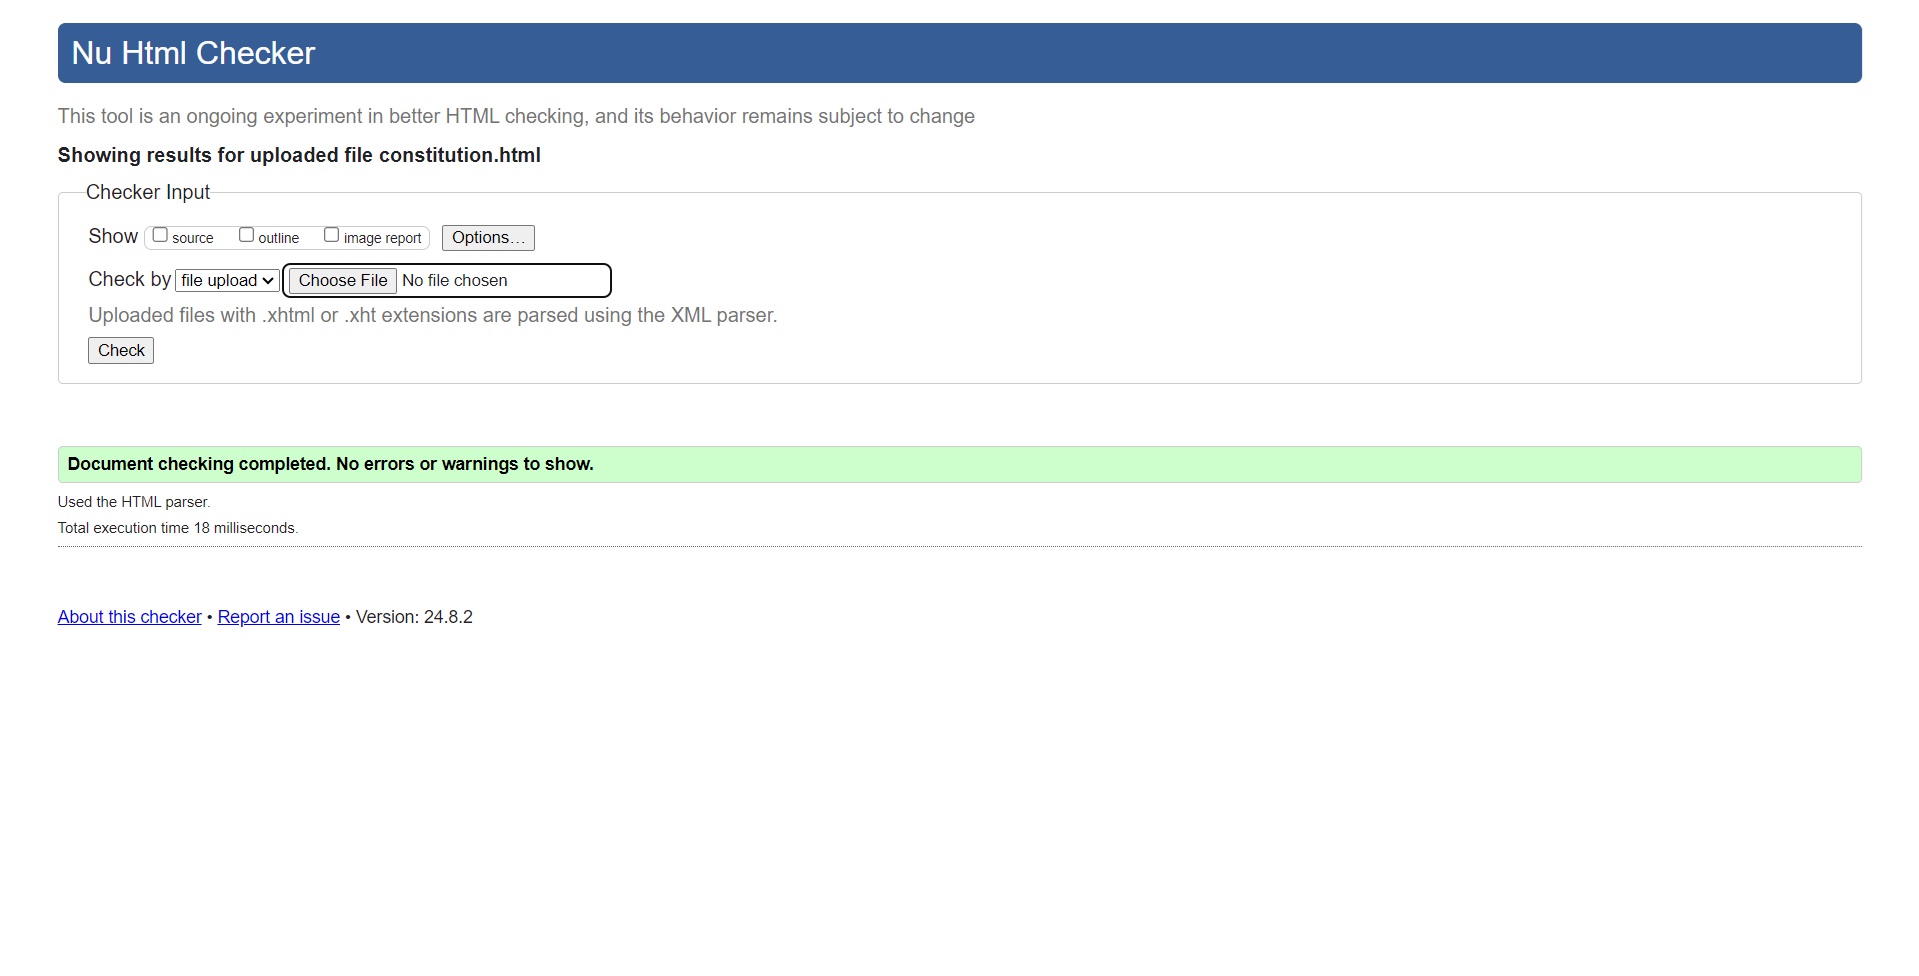 Nu Html Checker
This tool is an ongoing experiment in better HTML checking, and its behavior remains subject to change
Showing results for uploaded file constitution.html
Checker Input
Show source outline image report Options...
Check by file upload Choose File No file chosen
Uploaded files with .xhtml or .xht extensions are parsed using the XML parser.
Check
Document checking completed. No errors or warnings to show.
Used the HTML parser.
Total execution time 18 milliseconds.
About this checker • Report an issue • Version: 24.8.2